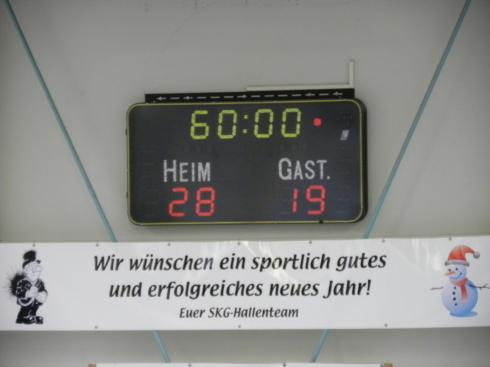 60:00
HEIM GAST.
28 19
Wir wünschen ein sportlich gutes
und erfolgreiches neues Jahr!
Euer SKG-Hallenteam